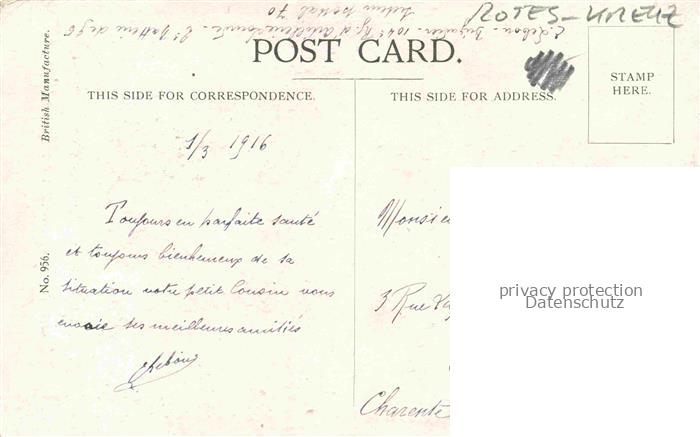 ROTES-KREUZ
POST CARD.
British Manufacture.
No. 956.
THIS SIDE FOR CORRESPONDENCE.
1/3 1916
Toujours en parfaite santé
et toujours bienheureux de sa
situation votre petit Cousin vous
envoie ses meilleures amitiés
THIS SIDE FOR ADDRESS.
STAMP
HERE.
Monsie
3 Rue
Charente
privacy protection
Datenschutz